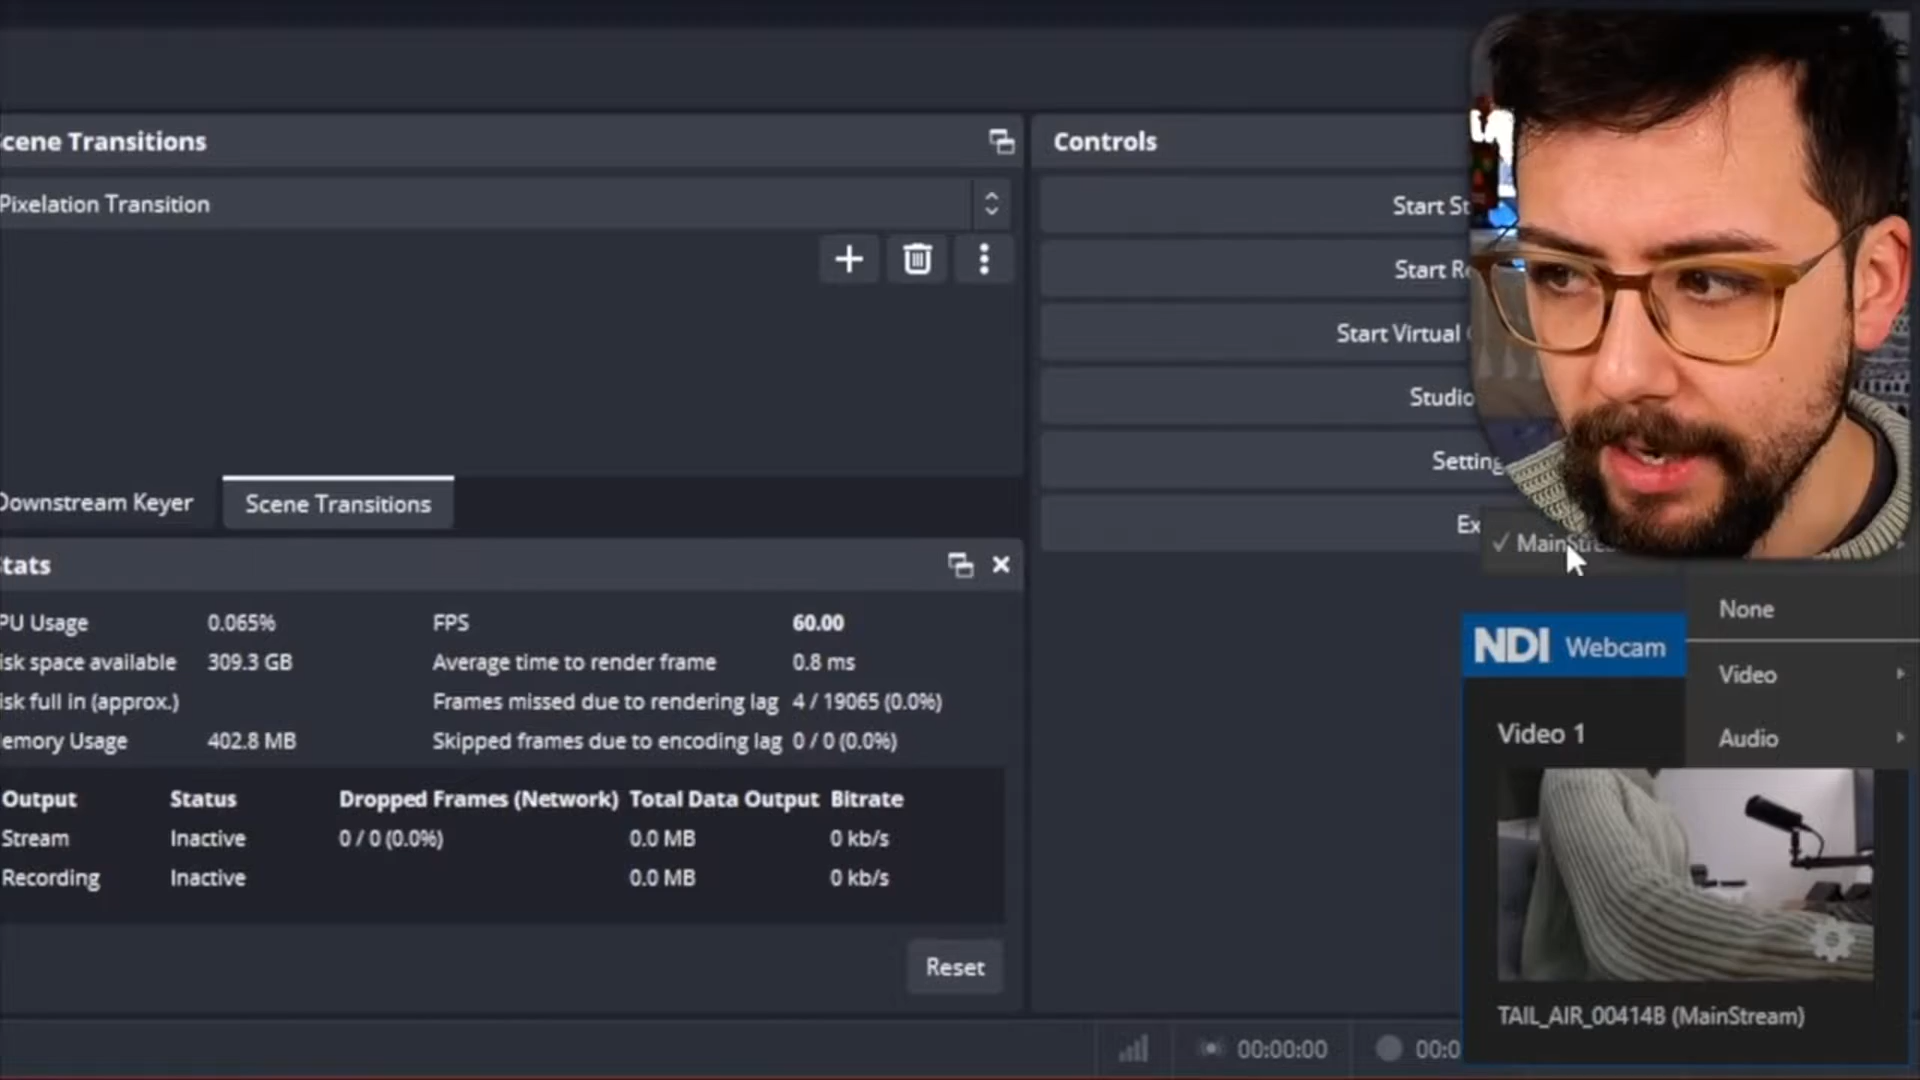 cene Transitions
Controls
Pixelation Transition
Start St
Start Re
Start Virtual
Studio
Setting
Ex
✓ MainStre
Downstream Keyer
Scene Transitions
tats
PU Usage 0.065% FPS 60.00
isk space available 309.3 GB Average time to render frame 0.8 ms
isk full in (approx.) Frames missed due to rendering lag 4 / 19065 (0.0%)
emory Usage 402.8 MB Skipped frames due to encoding lag 0 / 0 (0.0%)
Output Status Dropped Frames (Network) Total Data Output Bitrate
Stream Inactive 0 / 0 (0.0%) 0.0 MB 0 kb/s
Recording Inactive 0.0 MB 0 kb/s
Reset
None
NDI Webcam
Video
Video 1
Audio
TAIL_AIR_00414B (MainStream)
00:00:00
00:0